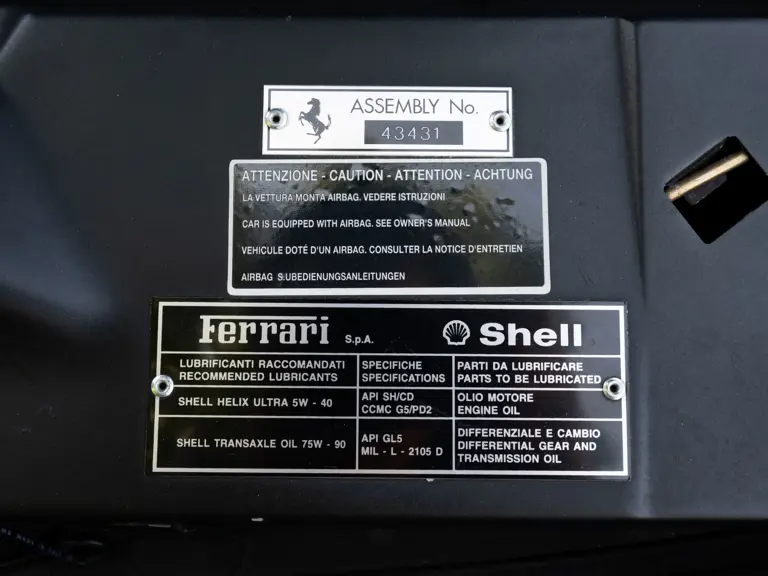 ASSEMBLY No.
43431
ATTENZIONE - CAUTION - ATTENTION - ACHTUNG
LA VETTURA MONTA AIRBAG. VEDERE ISTRUZIONI
CAR IS EQUIPPED WITH AIRBAG. SEE OWNER'S MANUAL
VEHICULE DOTÉ D'UN AIRBAG. CONSULTER LA NOTICE D'ENTRETIEN
AIRBAG S:UBEDIENUNGSANLEITUNGEN
Ferrari S.p.A. Shell
LUBRIFICANTI RACCOMANDATI
RECOMMENDED LUBRICANTS
SPECIFICHE
SPECIFICATIONS
PARTI DA LUBRIFICARE
PARTS TO BE LUBRICATED
SHELL HELIX ULTRA 5W - 40
API SH/CD
CCMC G5/PD2
OLIO MOTORE
ENGINE OIL
SHELL TRANSAXLE OIL 75W - 90
API GL5
MIL - L - 2105 D
DIFFERENZIALE E CAMBIO
DIFFERENTIAL GEAR AND
TRANSMISSION OIL